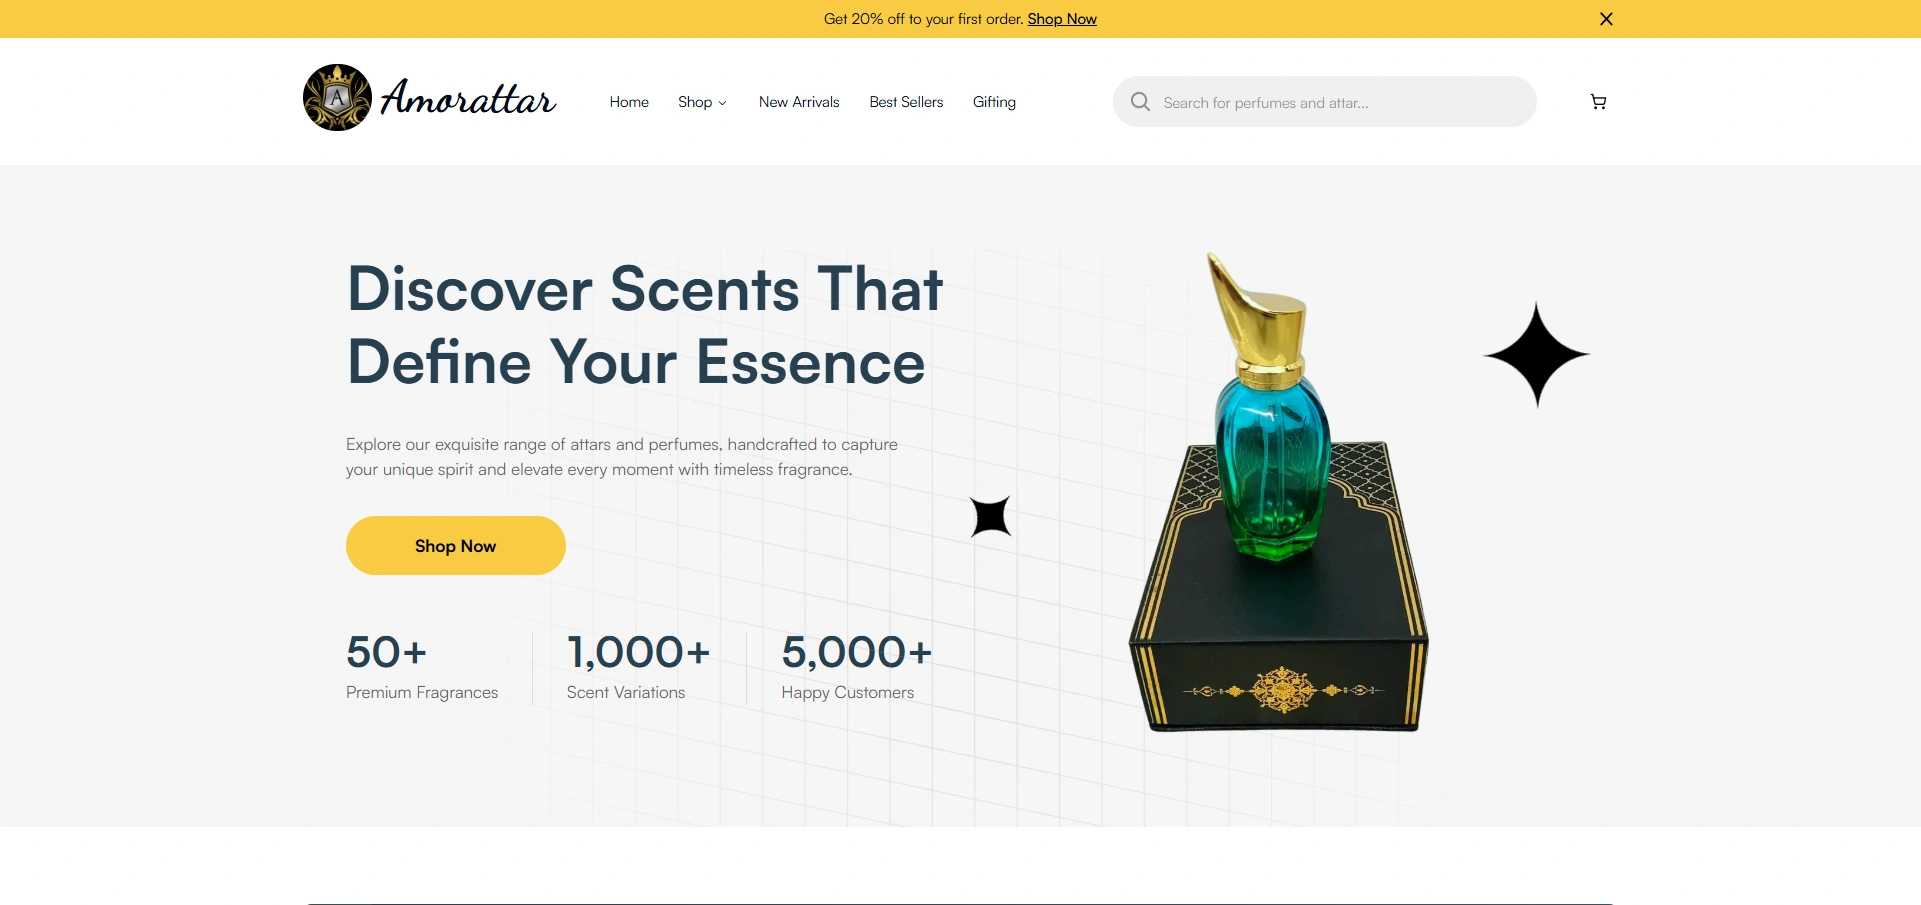 Get 20% off to your first order. Shop Now
A
Amorattar
Home
Shop
New Arrivals
Best Sellers
Gifting
Search for perfumes and attar...
Discover Scents That
Define Your Essence
Explore our exquisite range of attars and perfumes, handcrafted to capture
your unique spirit and elevate every moment with timeless fragrance.
Shop Now
50+
Premium Fragrances
1,000+
Scent Variations
5,000+
Happy Customers